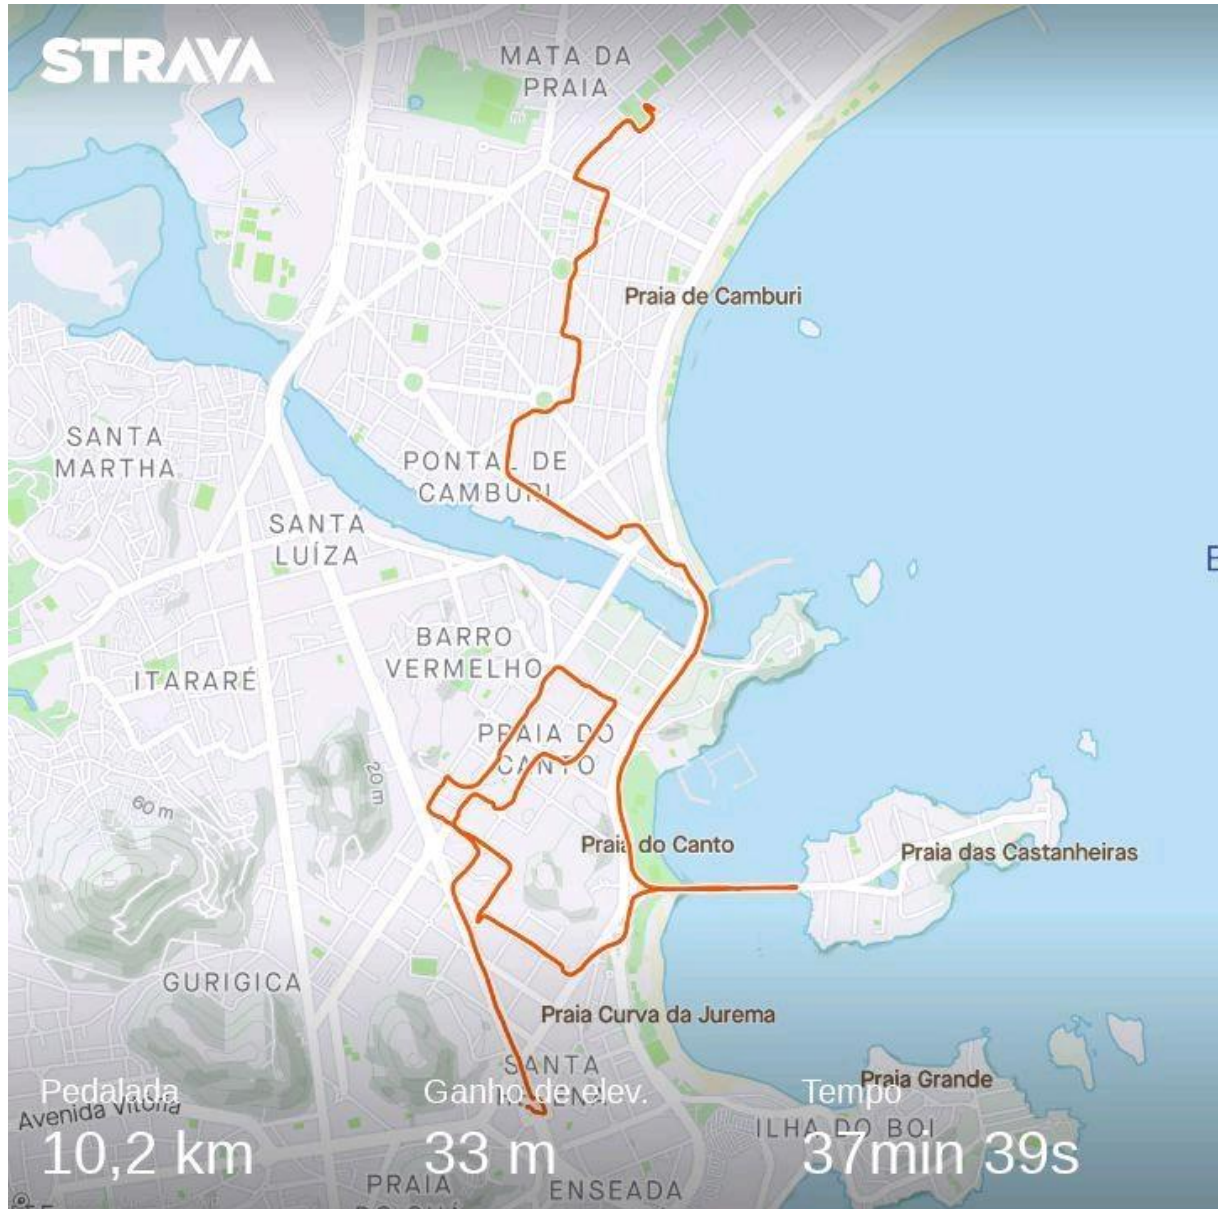 STRAVA
MATA DA
PRAIA
Praia de Camburi
SANTA
MARTHA
PONTAL DE
CAMBURI
SANTA
LUÍZA
E
BARRO
VERMELHO
ITARARÉ
PRAIA DO
CANTO
20 m
60 m
Praia do Canto
Praia das Castanheiras
GURIGICA
Praia Curva da Jurema
SANTA
HELENA
Praia Grande
Pedalada
Ganho de elev.
Tempo
Avenida Vitória
ILHA DO BOI
10,2 km
33 m
37min 39s
PRAIA
ENSEADA